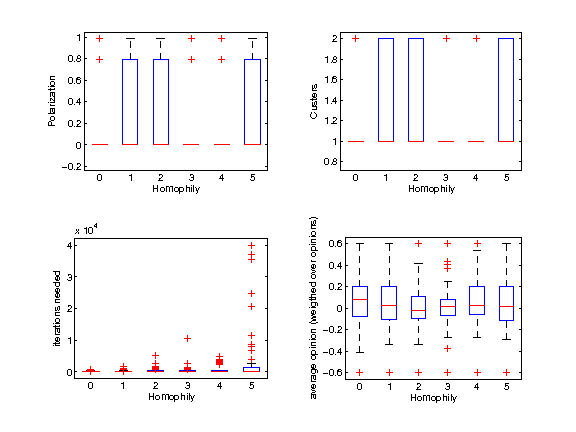 Polarization
1
0.8
0.6
0.4
0.2
0
−0.2
0 1 2 3 4 5
Homophily
Custers
2
1.8
1.6
1.4
1.2
1
0.8
0 1 2 3 4 5
Homophily
iterations needed
x 10^4
4
3
2
1
0
0 1 2 3 4 5
Homophily
average opinion (weigthed over opinions)
0.6
0.4
0.2
0
−0.2
−0.4
−0.6
0 1 2 3 4 5
Homophily